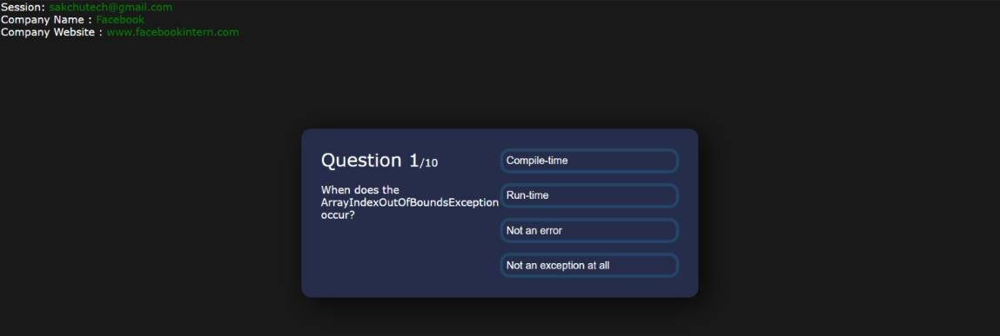 Session: sakchutech@gmail.com
Company Name : Facebook
Company Website : www.facebookintern.com
Question 1/10
When does the
ArrayIndexOutOfBoundsException
occur?
Compile-time
Run-time
Not an error
Not an exception at all